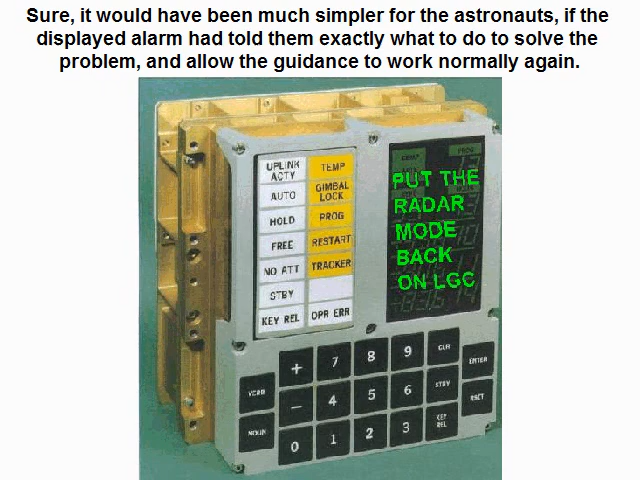 Sure, it would have been much simpler for the astronauts, if the
displayed alarm had told them exactly what to do to solve the
problem, and allow the guidance to work normally again.
UPLINK ACTY
TEMP
AUTO
GIMBAL LOCK
HOLD
PROG
FREE
RESTART
NO ATT
TRACKER
STBY
KEY REL
OPR ERR
PROG
PUT THE
RADAR
MODE
BACK
ON LGC
VERB
NOUN
+
7
8
9
CLR
ENTER
-
4
5
6
STBY
RSET
0
1
2
3
KEY REL